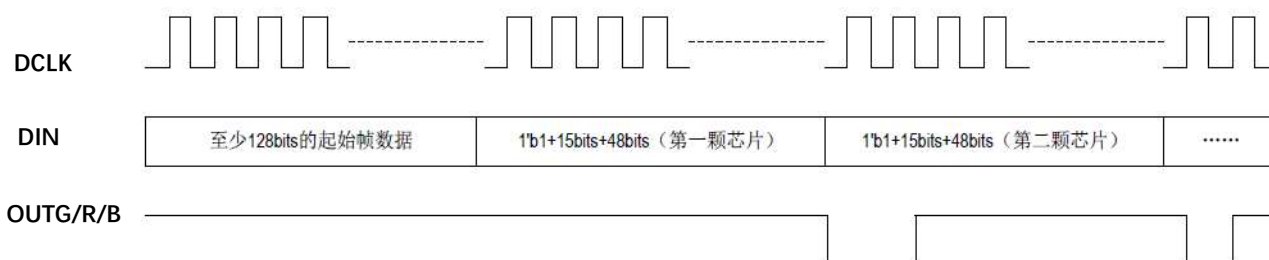 DCLK
DIN
至少128bits的起始帧数据
1'b1+15bits+48bits（第一颗芯片）
1'b1+15bits+48bits（第二颗芯片）
······
OUTG/R/B